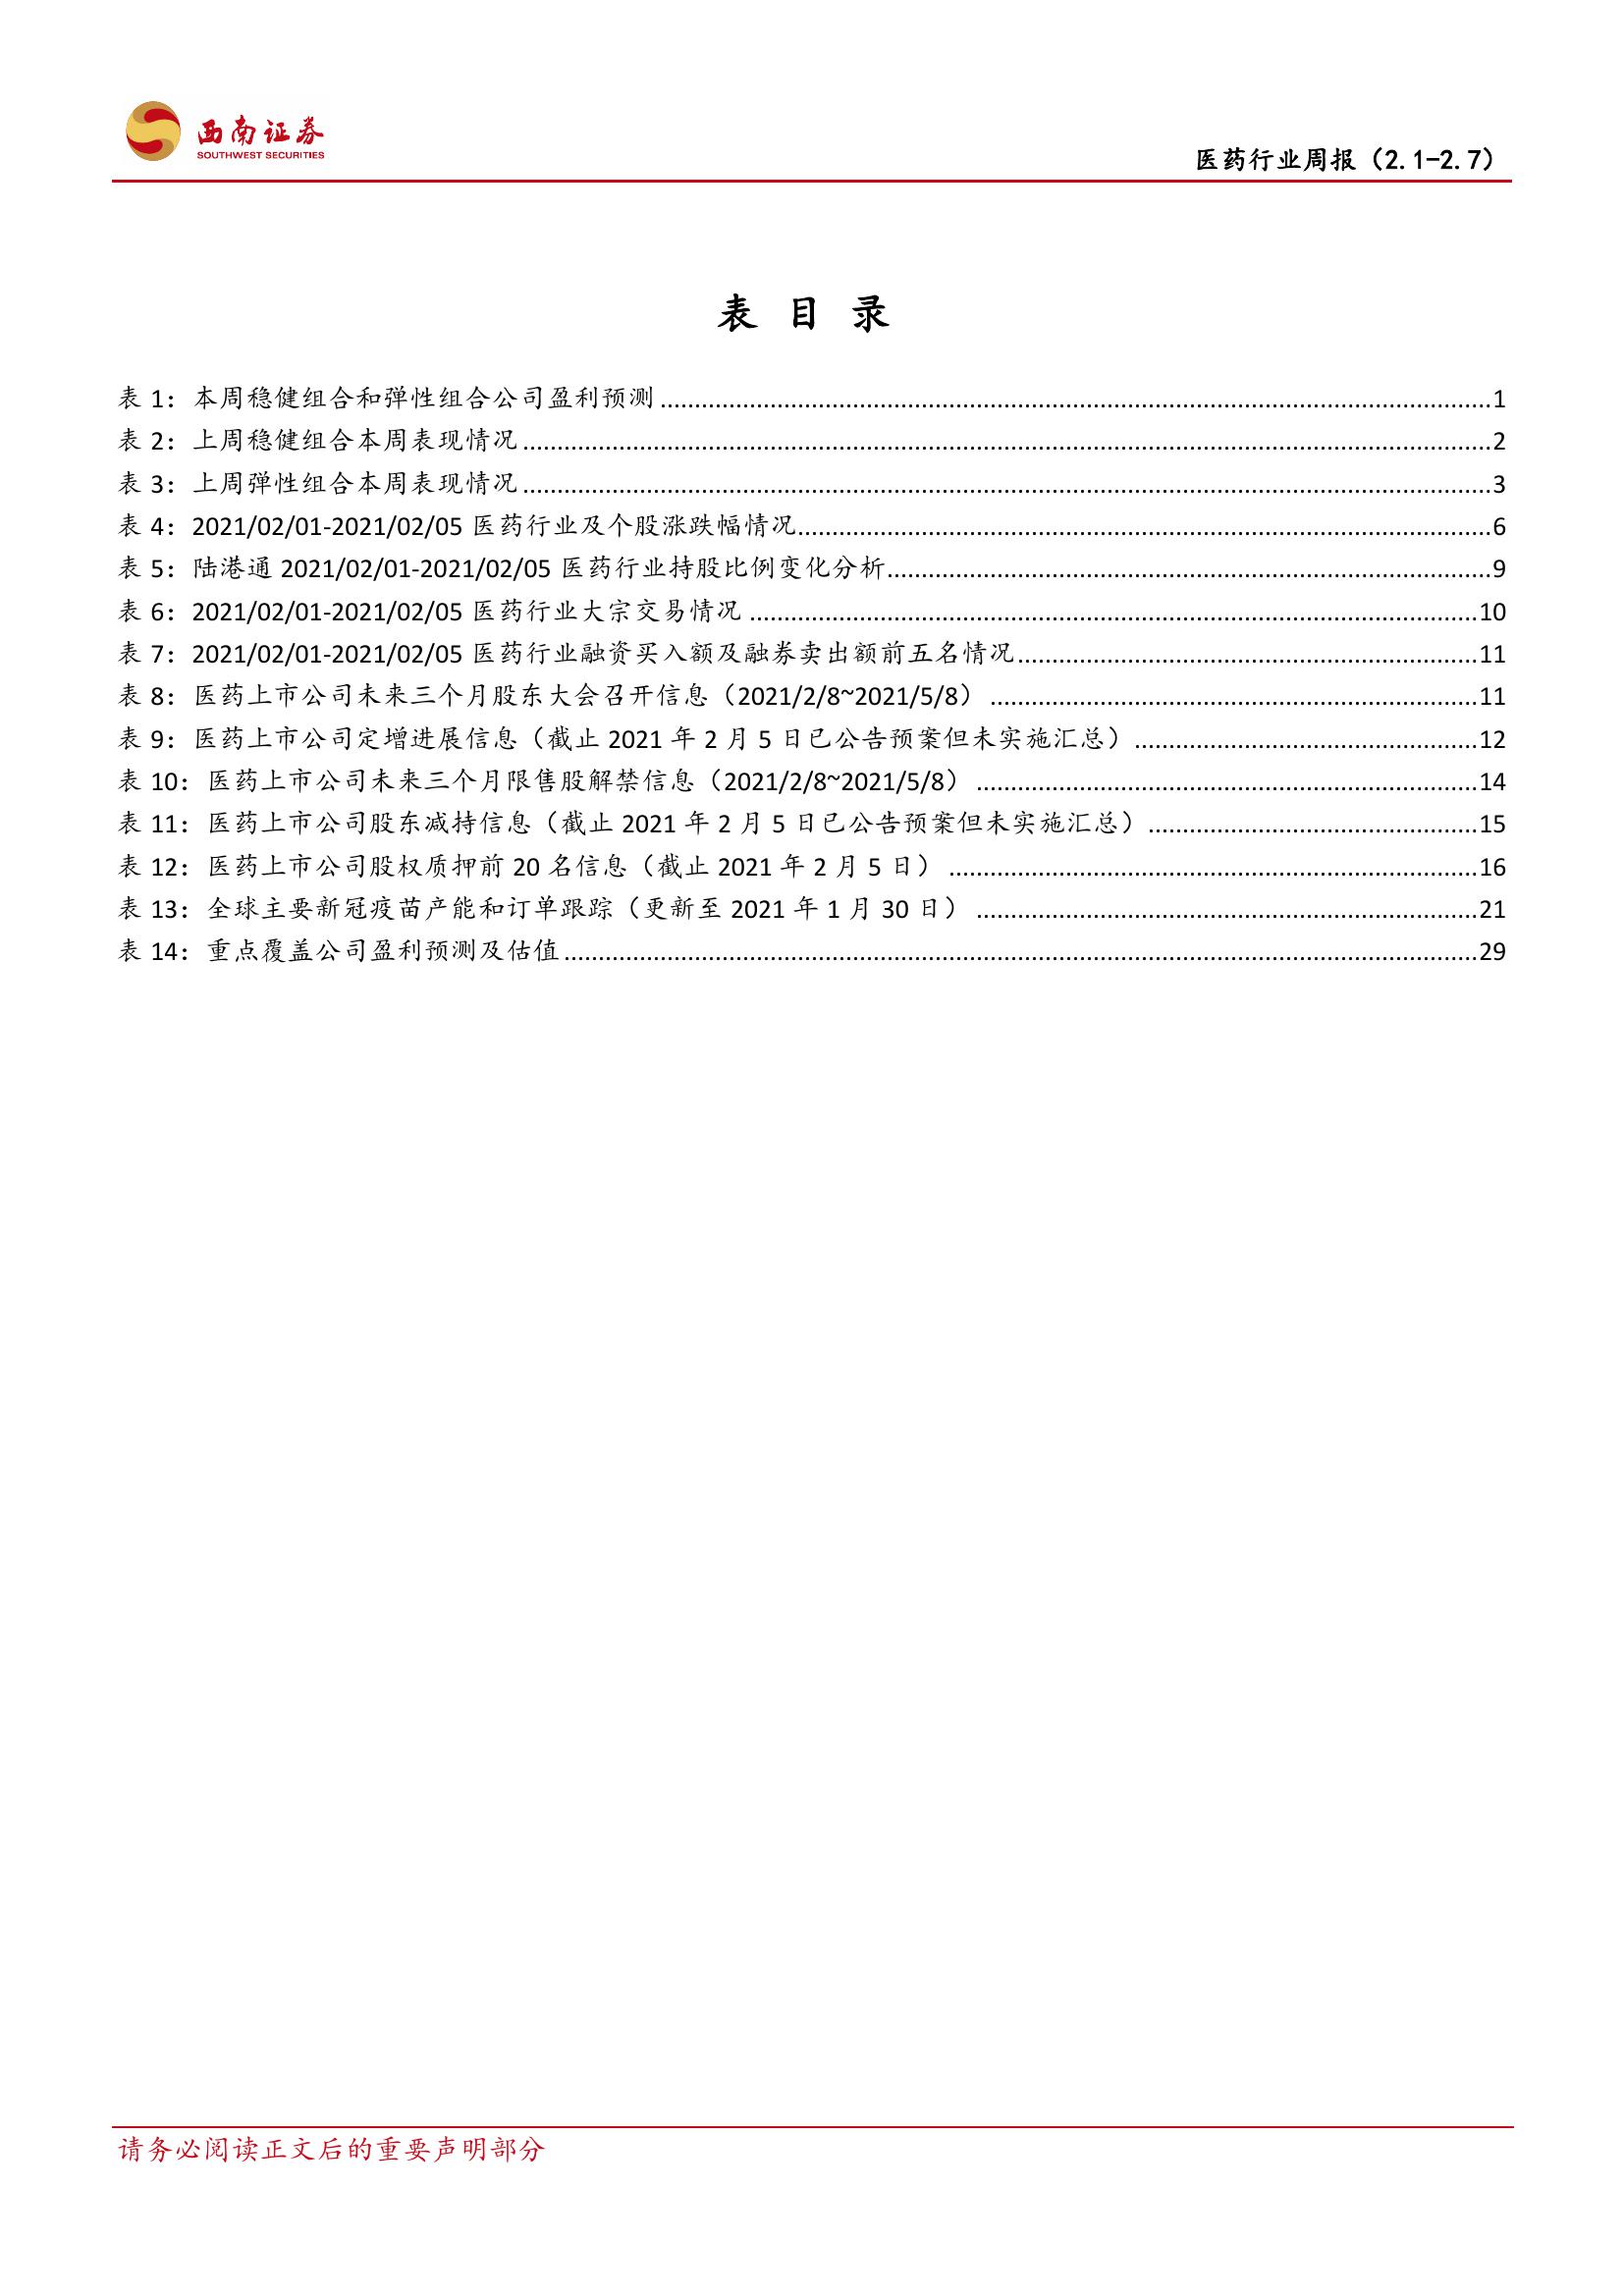 西南证券
SOUTHWEST SECURITIES
医药行业周报（2.1-2.7）
表 目 录
表 1：本周稳健组合和弹性组合公司盈利预测........................1
表 2：上周稳健组合本周表现情况........................2
表 3：上周弹性组合本周表现情况........................3
表 4：2021/02/01-2021/02/05 医药行业及个股涨跌幅情况........................6
表 5：陆港通 2021/02/01-2021/02/05 医药行业持股比例变化分析........................9
表 6：2021/02/01-2021/02/05 医药行业大宗交易情况........................10
表 7：2021/02/01-2021/02/05 医药行业融资买入额及融券卖出额前五名情况........................11
表 8：医药上市公司未来三个月股东大会召开信息（2021/2/8~2021/5/8）........................11
表 9：医药上市公司定增进展信息（截止 2021 年 2 月 5 日已公告预案但未实施汇总）........................12
表 10：医药上市公司未来三个月限售股解禁信息（2021/2/8~2021/5/8）........................14
表 11：医药上市公司股东减持信息（截止 2021 年 2 月 5 日已公告预案但未实施汇总）........................15
表 12：医药上市公司股权质押前 20 名信息（截止 2021 年 2 月 5 日）........................16
表 13：全球主要新冠疫苗产能和订单跟踪（更新至 2021 年 1 月 30 日）........................21
表 14：重点覆盖公司盈利预测及估值........................29
请务必阅读正文后的重要声明部分